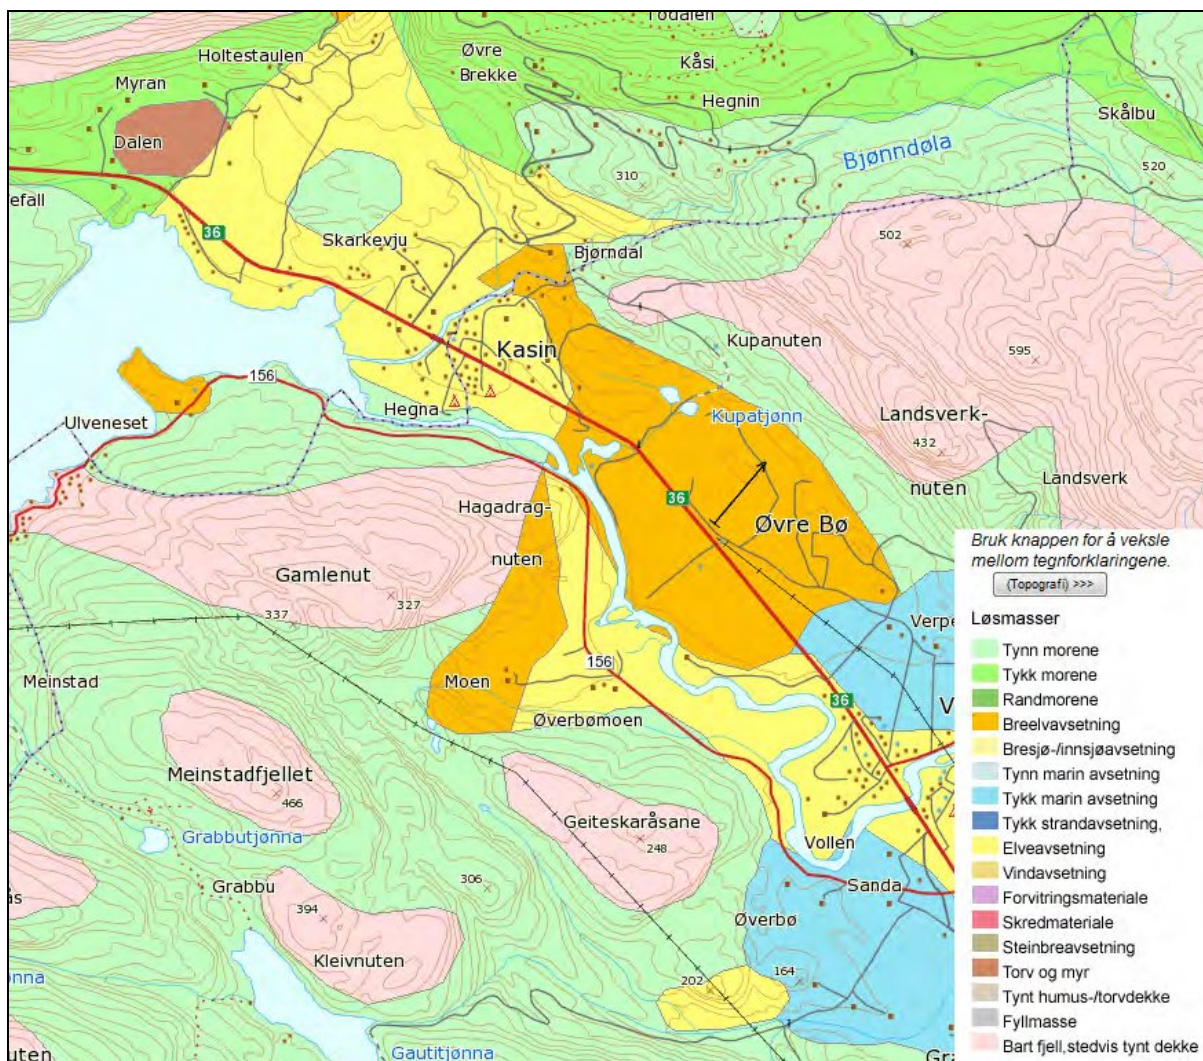 Todalen
Holtestaulen
Øvre
Brekke
Kåsi
Myran
Hegnin
Skålbu
Dalen
Bjønndøla
520
310
efall
36
502
Skarkevju
Bjørndal
Kasin
Kupanuten
595
156
Hegna
Ulveneset
Kupatjønn
Landsverk-
432
nuten
Landsverk
Hagadrag-
nuten
36
Øvre Bø
Gamlenut
327
337
Bruk knappen for å veksle
mellom tegnforklaringene.
(Topografi) >>>
Løsmasser
Tynn morene
Tykk morene
Randmorene
Breelvavsetning
Bresjø-/innsjøavsetning
Tynn marin avsetning
Tykk marin avsetning
Tykk strandavsetning,
Elveavsetning
Vindavsetning
Forvitringsmateriale
Skredmateriale
Steinbreavsetning
Torv og myr
Tynt humus-/torvdekke
Fyllmasse
Bart fjell,stedvis tynt dekke
Verpe
156
Meinstad
Moen
36
V
Øverbømoen
Meinstadfjellet
466
Geiteskaråsane
248
Grabbutjønna
Vollen
306
Grabbu
Sanda
ås
394
Øverbø
Kleivnuten
164
202
onna
uten
Gautitjønna
Gra